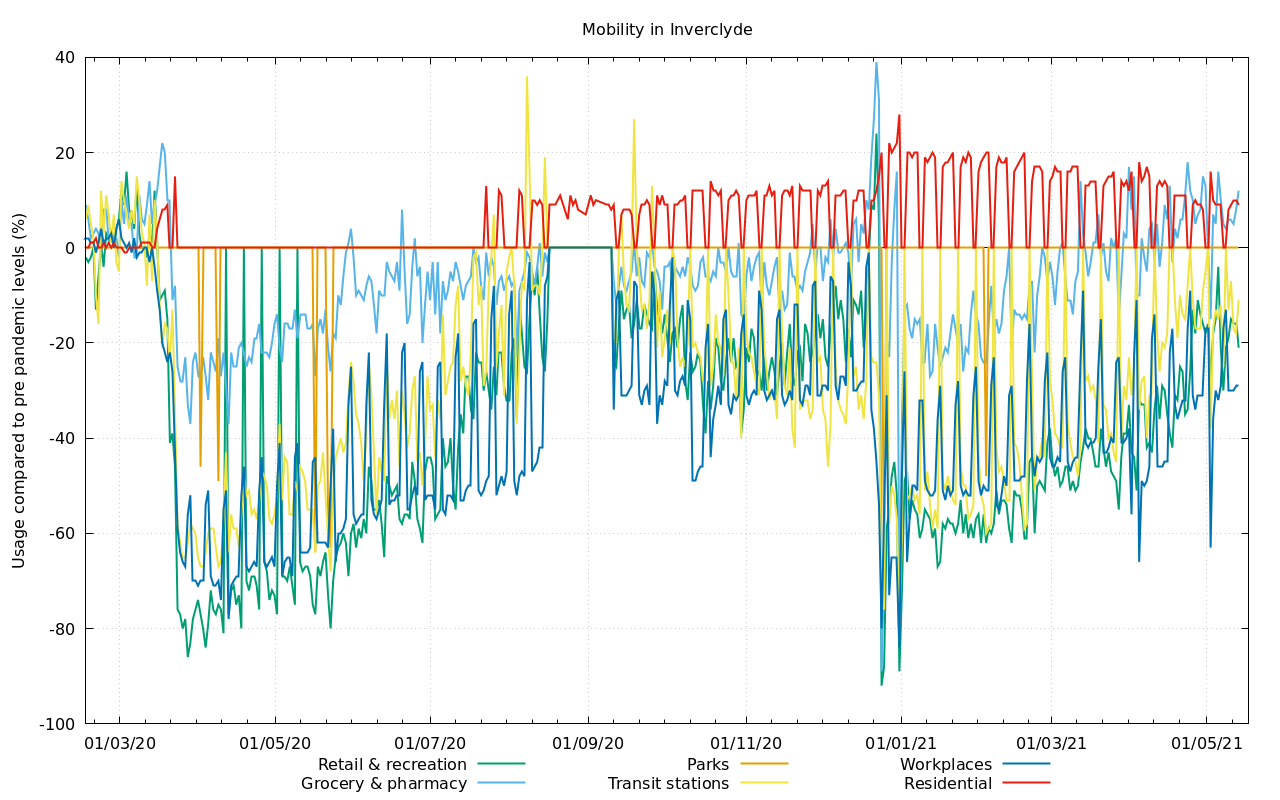 Mobility in Inverclyde
Usage compared to pre pandemic levels (%)
40
20
0
-20
-40
-60
-80
-100
01/03/20 01/05/20 01/07/20 01/09/20 01/11/20 01/01/21 01/03/21 01/05/21
Retail & recreation Parks Workplaces
Grocery & pharmacy Transit stations Residential